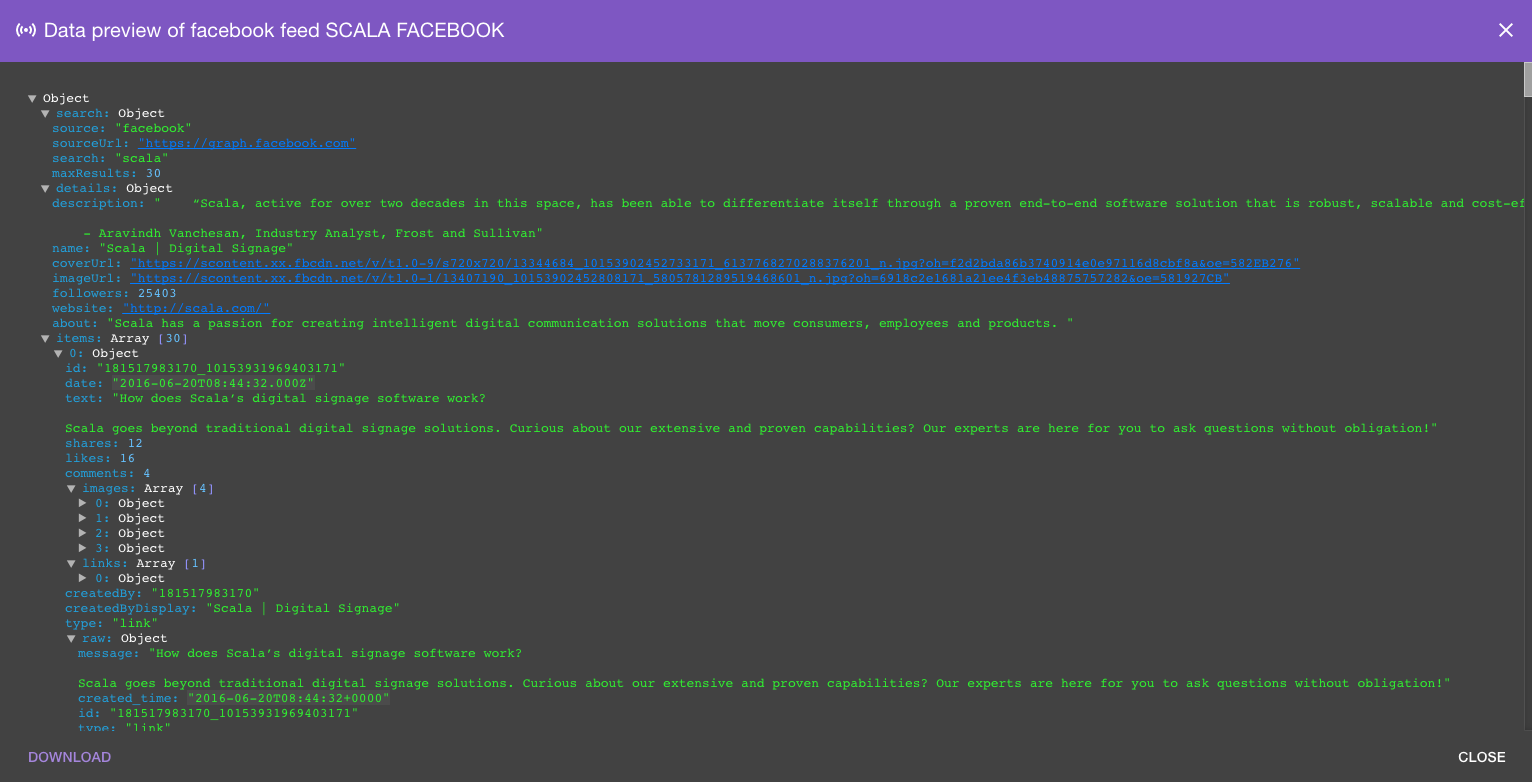 Data preview of facebook feed SCALA FACEBOOK
Object
search: Object
source: "facebook"
sourceUrl: "https://graph.facebook.com"
search: "scala"
maxResults: 30
details: Object
description: "    “Scala, active for over two decades in this space, has been able to differentiate itself through a proven end-to-end software solution that is robust, scalable and cost-ef
– Aravindh Vanchesan, Industry Analyst, Frost and Sullivan"
name: "Scala | Digital Signage"
coverUrl: "https://scontent.xx.fbcdn.net/v/t1.0-9/s720x720/13344684_10153902452733171_6137768270288376201_n.jpg?oh=f2d2bda86b3740914e0e97116d8cbf8a&oe=582EB276"
imageUrl: "https://scontent.xx.fbcdn.net/v/t1.0-1/13407190_10153902452808171_5805781289519468601_n.jpg?oh=6918c2e1681a21ee4f3eb48875757282&oe=581927CB"
followers: 25403
website: "http://scala.com/"
about: "Scala has a passion for creating intelligent digital communication solutions that move consumers, employees and products. "
items: Array [30]
0: Object
id: "181517983170_10153931969403171"
date: "2016-06-20T08:44:32.000Z"
text: "How does Scala’s digital signage software work?
Scala goes beyond traditional digital signage solutions. Curious about our extensive and proven capabilities? Our experts are here for you to ask questions without obligation!"
shares: 12
likes: 16
comments: 4
images: Array [4]
0: Object
1: Object
2: Object
3: Object
links: Array [1]
0: Object
createdBy: "181517983170"
createdByDisplay: "Scala | Digital Signage"
type: "link"
raw: Object
message: "How does Scala’s digital signage software work?
Scala goes beyond traditional digital signage solutions. Curious about our extensive and proven capabilities? Our experts are here for you to ask questions without obligation!"
created_time: "2016-06-20T08:44:32+0000"
id: "181517983170_10153931969403171"
type: "link"
DOWNLOAD
CLOSE